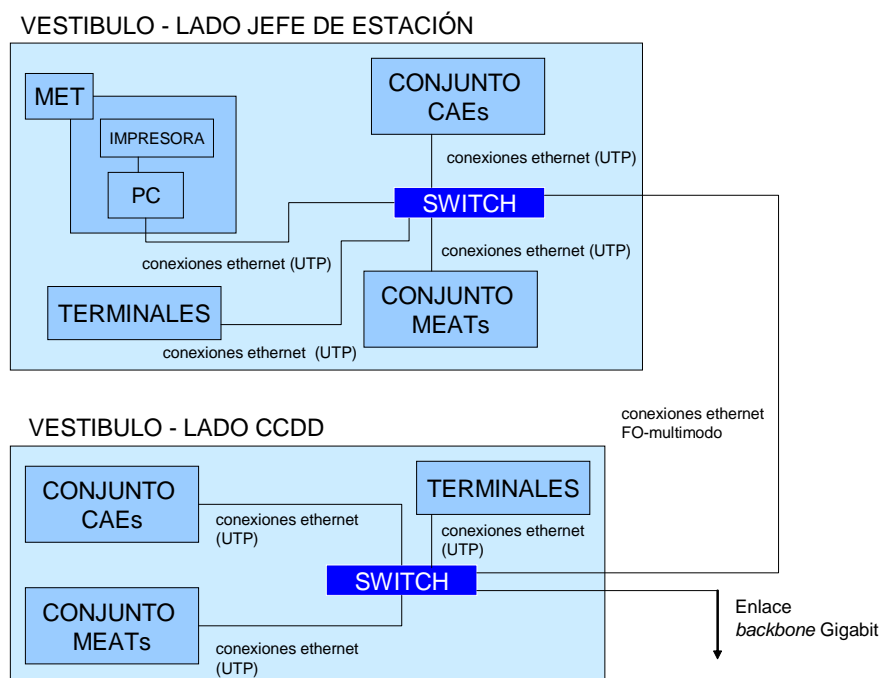 VESTIBULO - LADO JEFE DE ESTACIÓN
MET
IMPRESORA
PC
CONJUNTO
CAEs
conexiones ethernet (UTP)
SWITCH
conexiones ethernet (UTP)
conexiones ethernet (UTP)
TERMINALES
CONJUNTO
MEATs
conexiones ethernet (UTP)
conexiones ethernet
FO-multimodo
VESTIBULO - LADO CCDD
CONJUNTO
CAEs
conexiones ethernet
(UTP)
TERMINALES
conexiones ethernet
(UTP)
SWITCH
CONJUNTO
MEATs
conexiones ethernet
(UTP)
Enlace
backbone Gigabit